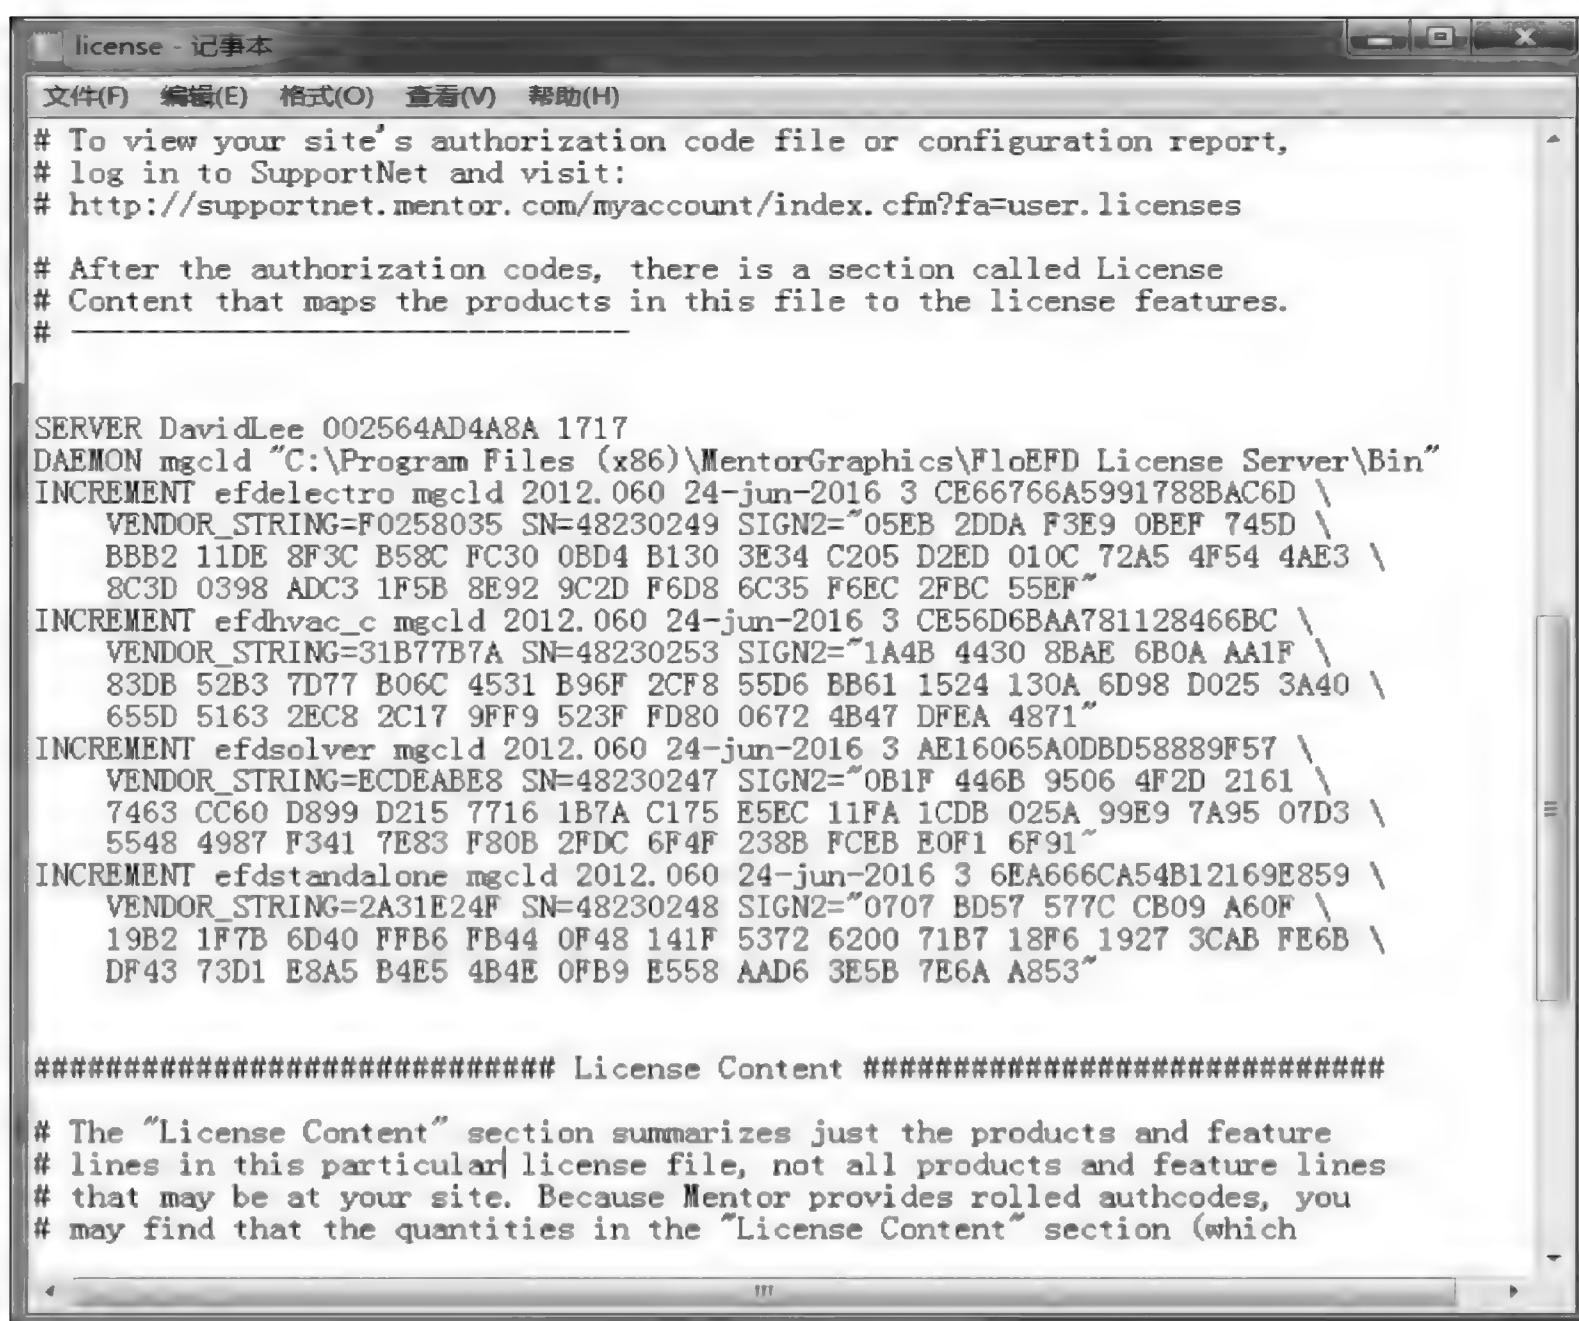 license - 记事本
文件(F) 编辑(E) 格式(O) 查看(V) 帮助(H)
# To view your site's authorization code file or configuration report,
# log in to SupportNet and visit:
# http://supportnet.mentor.com/myaccount/index.cfm?fa=user.licenses
# After the authorization codes, there is a section called License
# Content that maps the products in this file to the license features.
# -------------------------------
SERVER DavidLee 002564AD4A8A 1717
DAEMON mgcld "C:\Program Files (x86)\MentorGraphics\FloEFD License Server\Bin"
INCREMENT efdelectro mgcld 2012.060 24-jun-2016 3 CE66766A5991788BAC6D \
VENDOR_STRING=F0258035 SN=48230249 SIGN2="05EB 2DDA F3E9 0BEF 745D \
BBB2 11DE 8F3C B58C FC30 0BD4 B130 3E34 C205 D2ED 010C 72A5 4F54 4AE3 \
8C3D 0398 ADC3 1F5B 8E92 9C2D F6D8 6C35 F6EC 2FBC 55EF"
INCREMENT efdhvac_c mgcld 2012.060 24-jun-2016 3 CE56D6BAA781128466BC \
VENDOR_STRING=31B77B7A SN=48230253 SIGN2="1A4B 4430 8BAE 6B0A AA1F \
83DB 52B3 7D77 B06C 4531 B96F 2CF8 55D6 BB61 1524 130A 6D98 D025 3A40 \
655D 5163 2EC8 2C17 9FF9 523F FD80 0672 4B47 DFEA 4871"
INCREMENT efdsolver mgcld 2012.060 24-jun-2016 3 AE16065A0DBD58889F57 \
VENDOR_STRING=ECDEABE8 SN=48230247 SIGN2="0B1F 446B 9506 4F2D 2161 \
7463 CC60 D899 D215 7716 1B7A C175 E5EC 11FA 1CDB 025A 99E9 7A95 07D3 \
5548 4987 F341 7E83 F80B 2FDC 6F4F 238B FCEB E0F1 6F91"
INCREMENT efdstandalone mgcld 2012.060 24-jun-2016 3 6EA666CA54B12169E859 \
VENDOR_STRING=2A31E24F SN=48230248 SIGN2="0707 BD57 577C CB09 A60F \
19B2 1F7B 6D40 FFB6 FB44 0F48 141F 5372 6200 71B7 18F6 1927 3CAB FE6B \
DF43 73D1 E8A5 B4E5 4B4E 0FB9 E558 AAD6 3E5B 7E6A A853"
############################# License Content #############################
# The "License Content" section summarizes just the products and feature
# lines in this particular license file, not all products and feature lines
# that may be at your site. Because Mentor provides rolled authcodes, you
# may find that the quantities in the "License Content" section (which